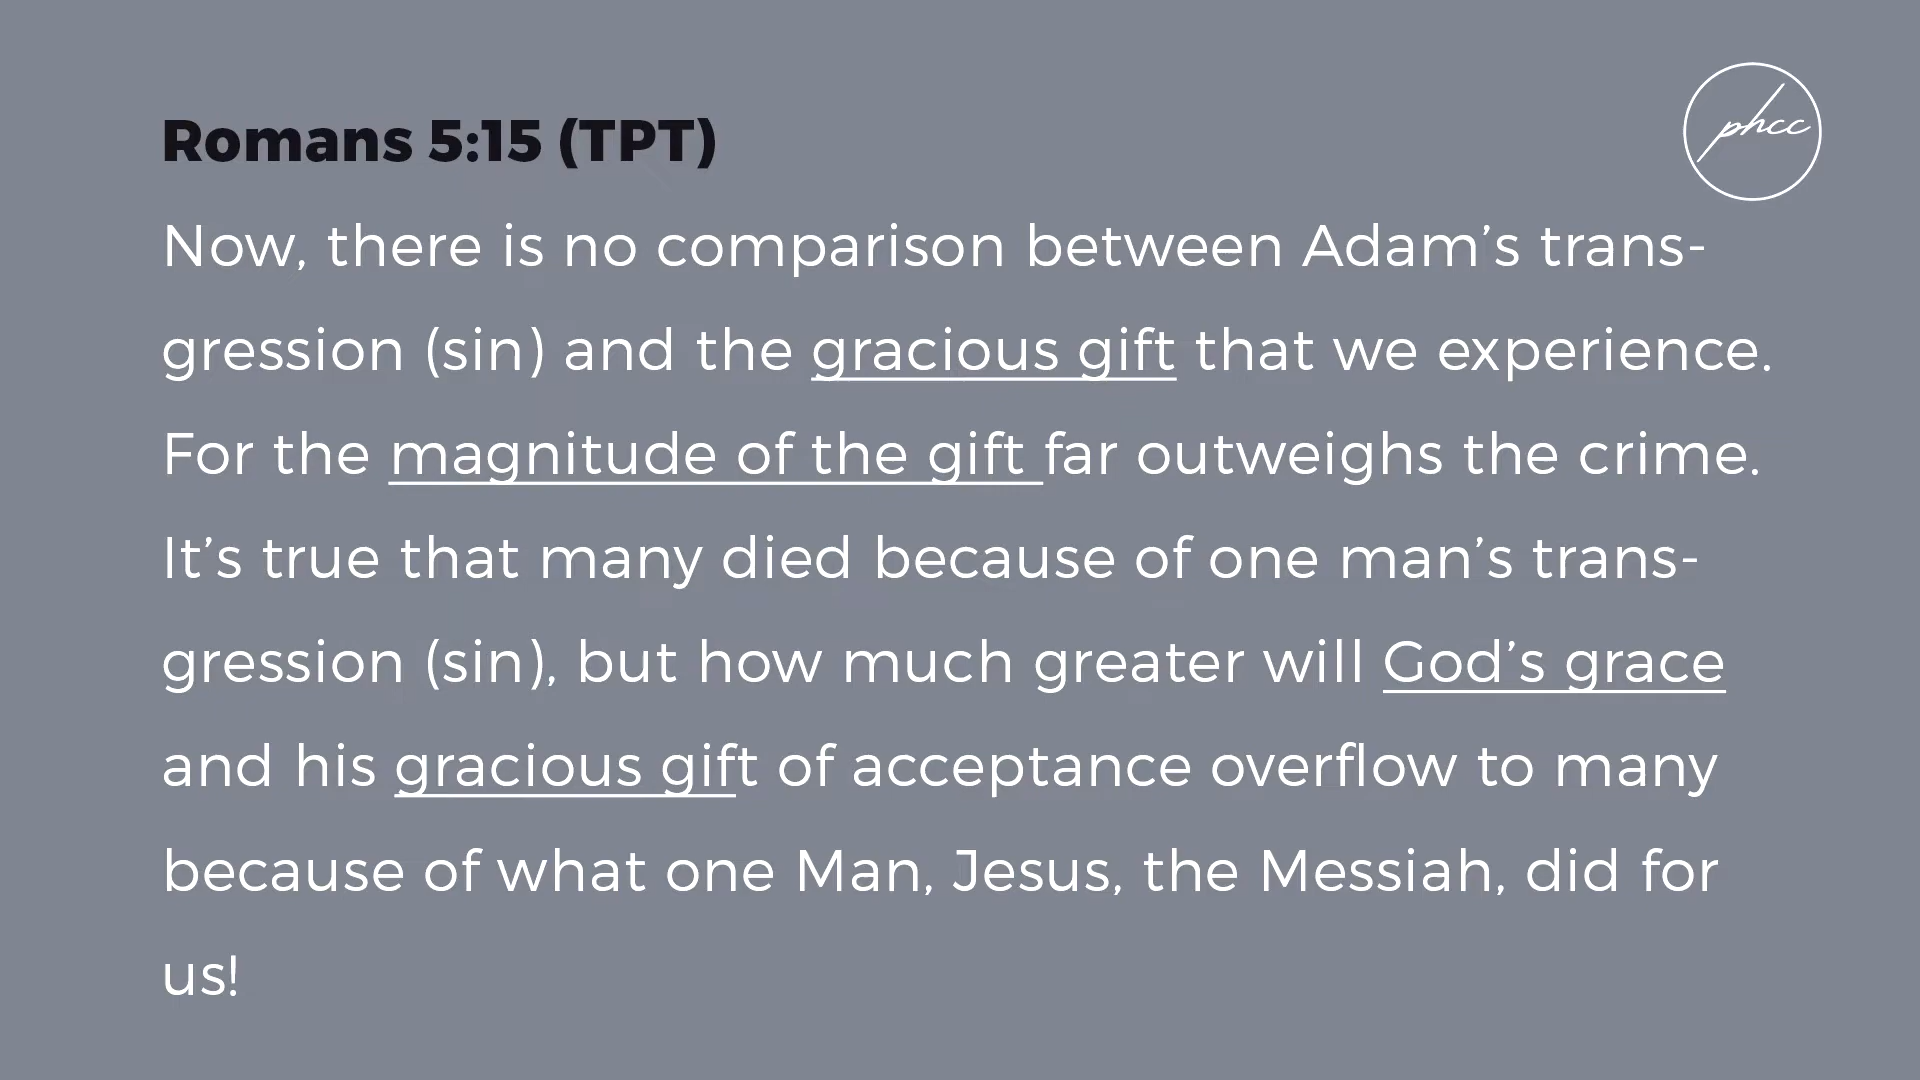 Romans 5:15 (TPT)
phcc
Now, there is no comparison between Adam’s trans-
gression (sin) and the gracious gift that we experience.
For the magnitude of the gift far outweighs the crime.
It’s true that many died because of one man’s trans-
gression (sin), but how much greater will God’s grace
and his gracious gift of acceptance overflow to many
because of what one Man, Jesus, the Messiah, did for
us!